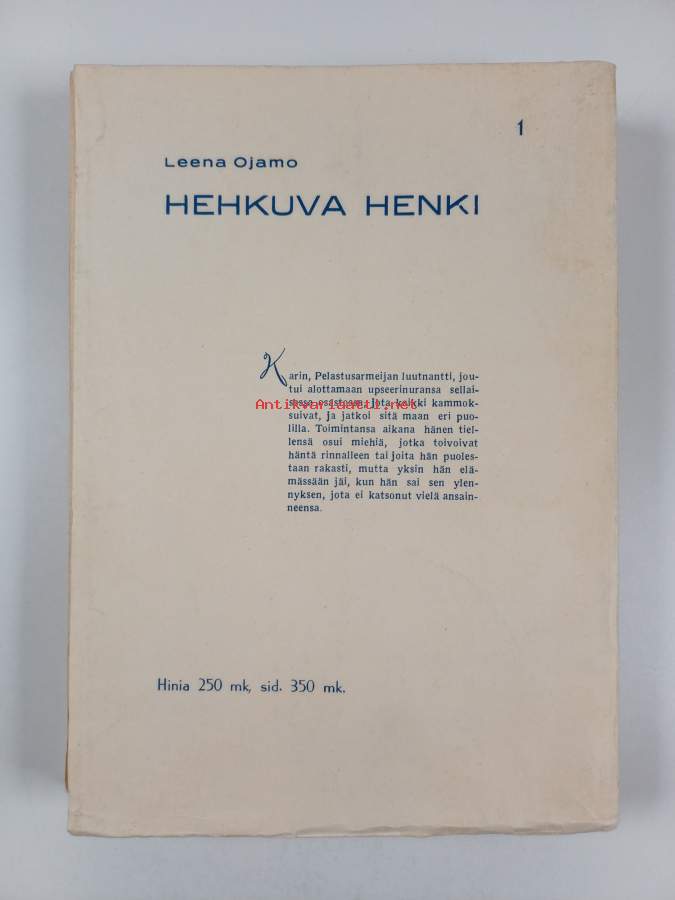 1
Leena Ojamo
HEHKUVA HENKI
Karin, Pelastusarmeijan luutnantti, jou-
tui alottamaan upseerinuransa sellai-
sessa osastossa, jota kaikki kammok-
Antikvariaatti.net
suivat, ja jatkoi sitä maan eri puo-
lilla. Toimintansa aikana hänen tiel-
lensä osui miehiä, jotka toivoivat
häntä rinnalleen tai joita hän puoles-
taan rakasti, mutta yksin hän elä-
mässään jäi, kun hän sai sen ylen-
nyksen, jota ei katsonut vielä ansain-
neensa.
Hinia 250 mk, sid. 350 mk.